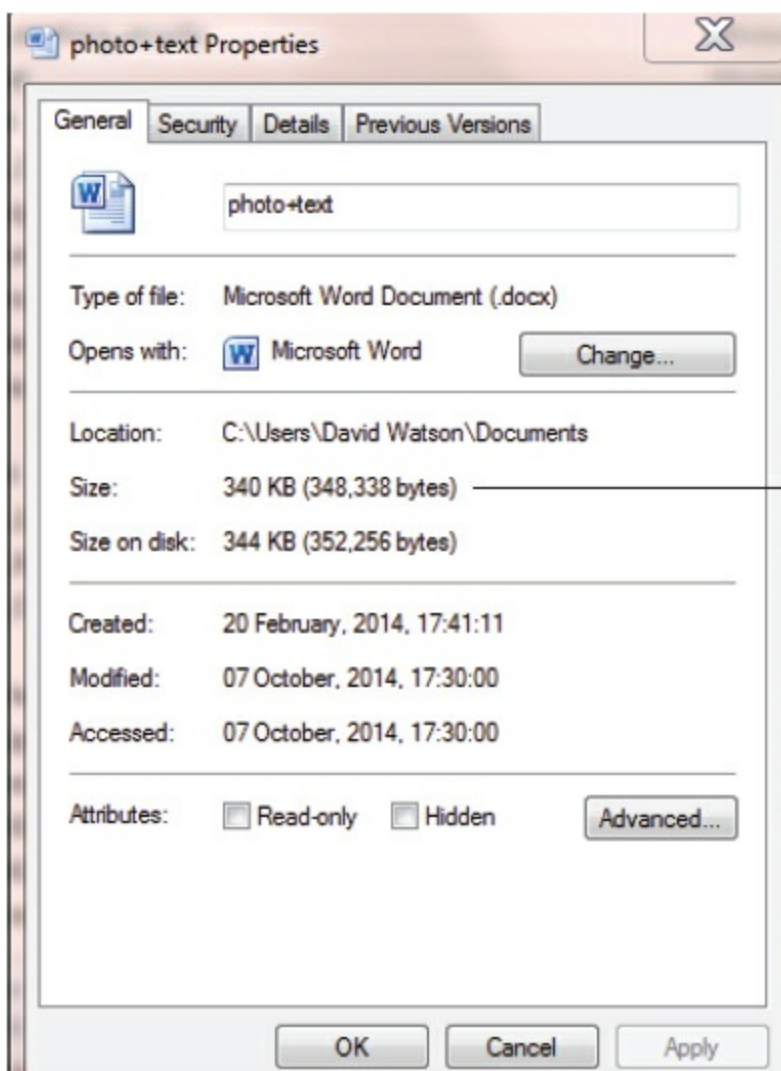 photo+text Properties
General Security Details Previous Versions
photo+text
Type of file: Microsoft Word Document (.docx)
Opens with: Microsoft Word Change...
Location: C:\Users\David Watson\Documents
Size: 340 KB (348,338 bytes)
Size on disk: 344 KB (352,256 bytes)
Created: 20 February, 2014, 17:41:11
Modified: 07 October, 2014, 17:30:00
Accessed: 07 October, 2014, 17:30:00
Attributes: Read-only Hidden Advanced...
OK Cancel Apply